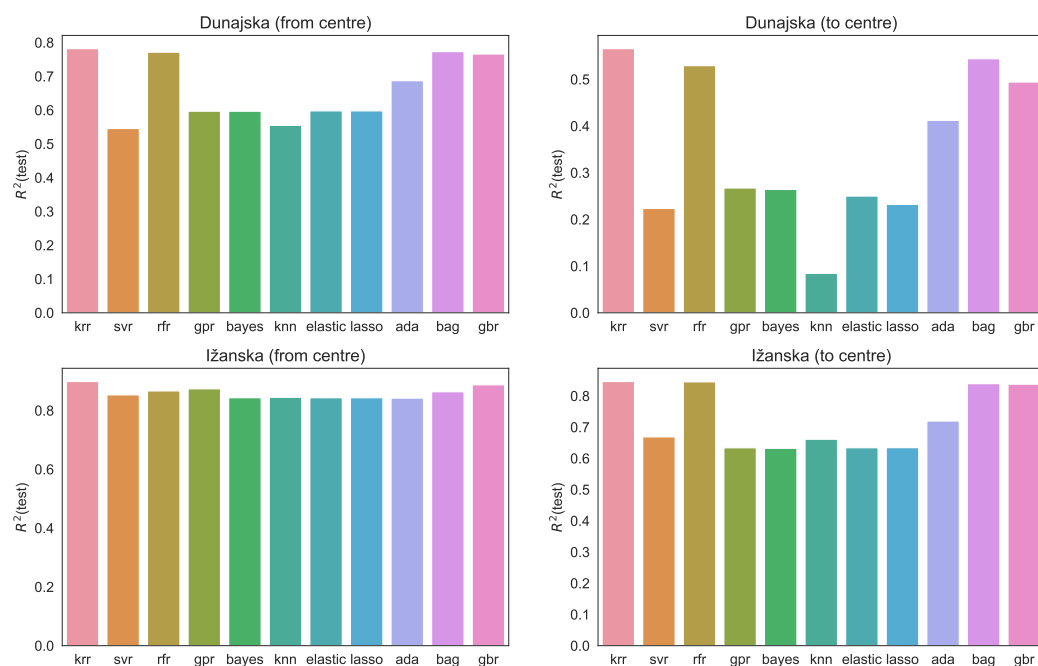 Dunajska (from centre)
R²(test)
0.8
0.7
0.6
0.5
0.4
0.3
0.2
0.1
0.0
krr svr rfr gpr bayes knn elastic lasso ada bag gbr
Dunajska (to centre)
R²(test)
0.5
0.4
0.3
0.2
0.1
0.0
krr svr rfr gpr bayes knn elastic lasso ada bag gbr
Ižanska (from centre)
R²(test)
0.8
0.6
0.4
0.2
0.0
krr svr rfr gpr bayes knn elastic lasso ada bag gbr
Ižanska (to centre)
R²(test)
0.8
0.7
0.6
0.5
0.4
0.3
0.2
0.1
0.0
krr svr rfr gpr bayes knn elastic lasso ada bag gbr